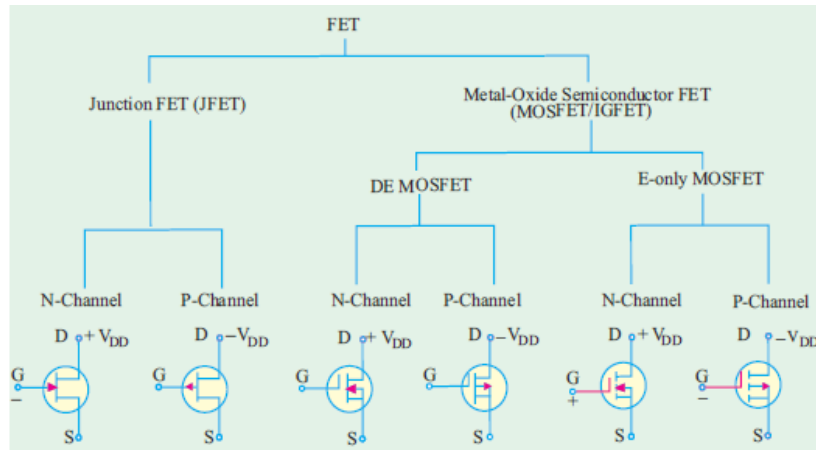 FET
Junction FET (JFET)
Metal-Oxide Semiconductor FET
(MOSFET/IGFET)
DE MOSFET
E-only MOSFET
N-Channel P-Channel N-Channel P-Channel N-Channel P-Channel
D + VDD D −VDD D + VDD D −VDD D + VDD D −VDD
G G G G G G
− + −
S S S S S S